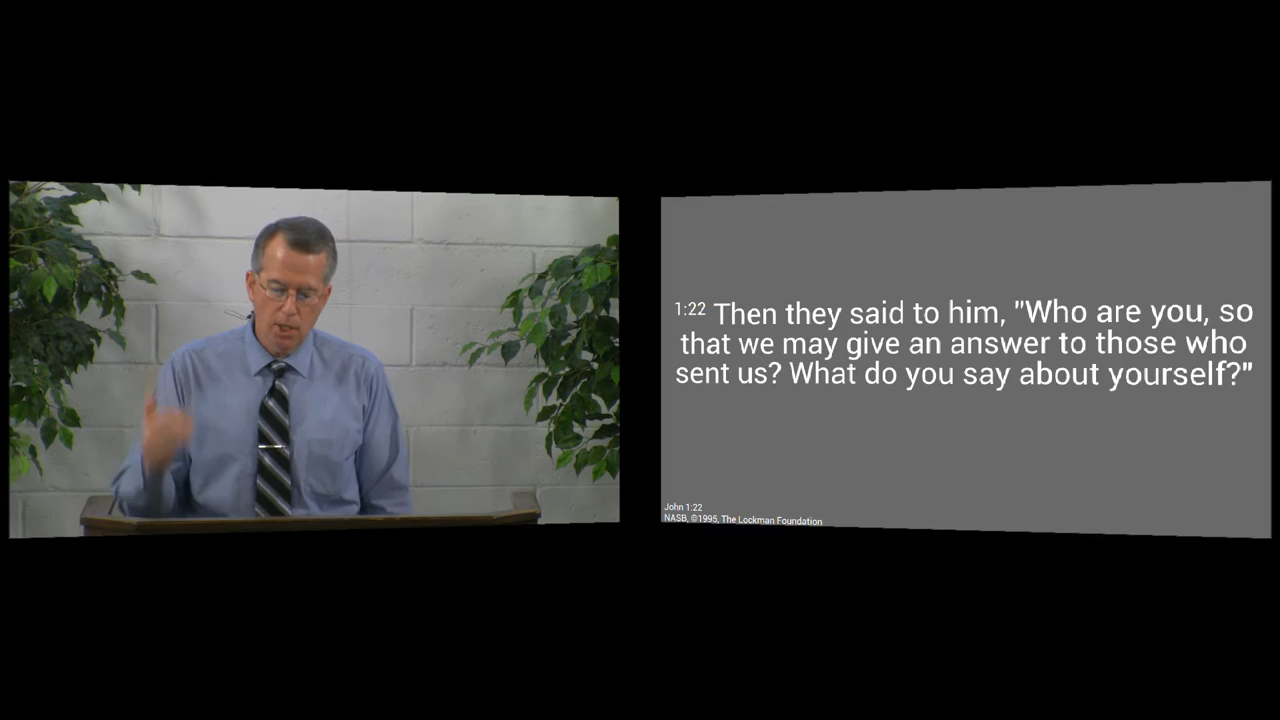 1:22 Then they said to him, "Who are you, so
that we may give an answer to those who
sent us? What do you say about yourself?"
John 1:22
NASB, ©1995, The Lockman Foundation